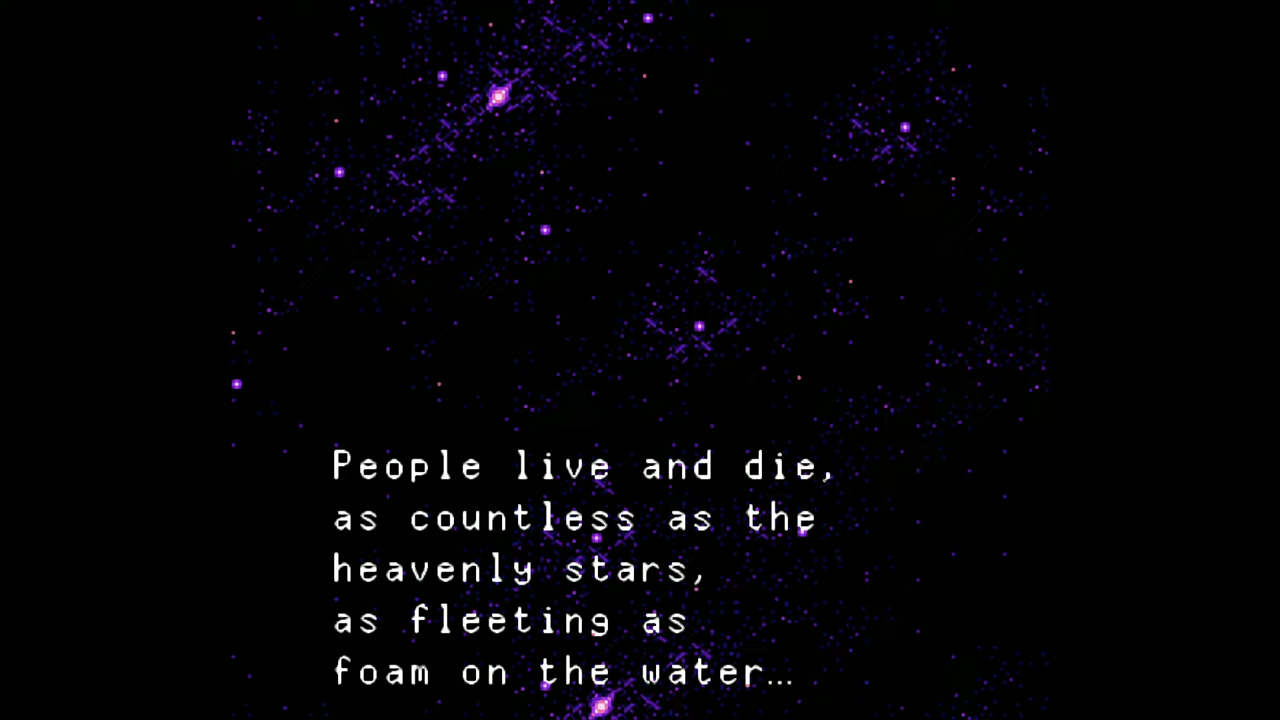 People live and die,
as countless as the
heavenly stars,
as fleeting as
foam on the water…